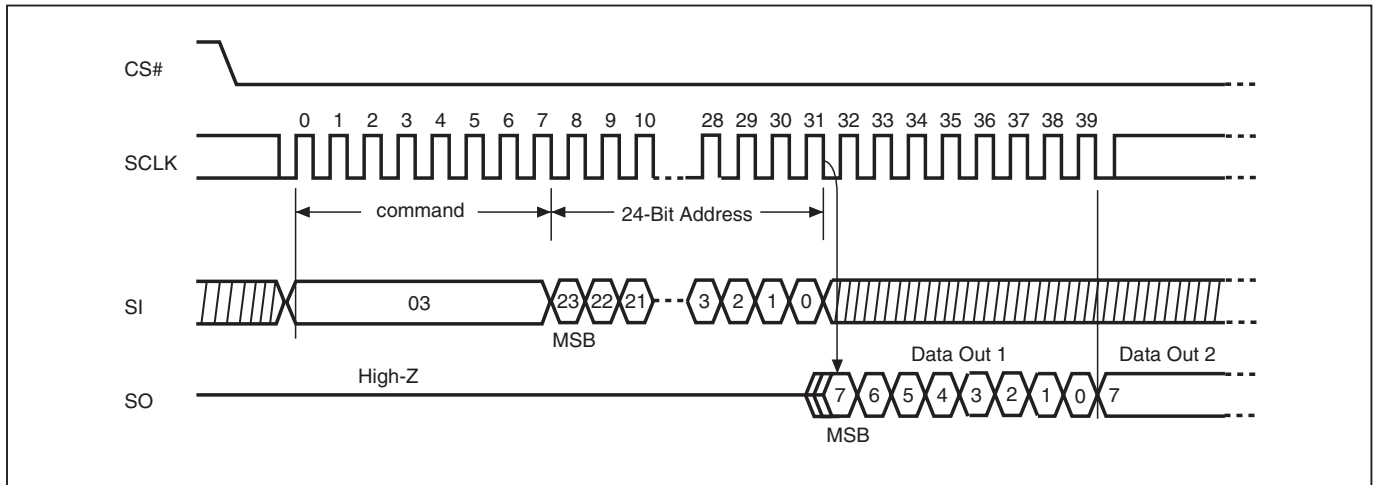 CS#
0 1 2 3 4 5 6 7 8 9 10 28 29 30 31 32 33 34 35 36 37 38 39
SCLK
command 24-Bit Address
SI 03 23 22 21 3 2 1 0
MSB
Data Out 1 Data Out 2
High-Z
SO 7 6 5 4 3 2 1 0 7
MSB